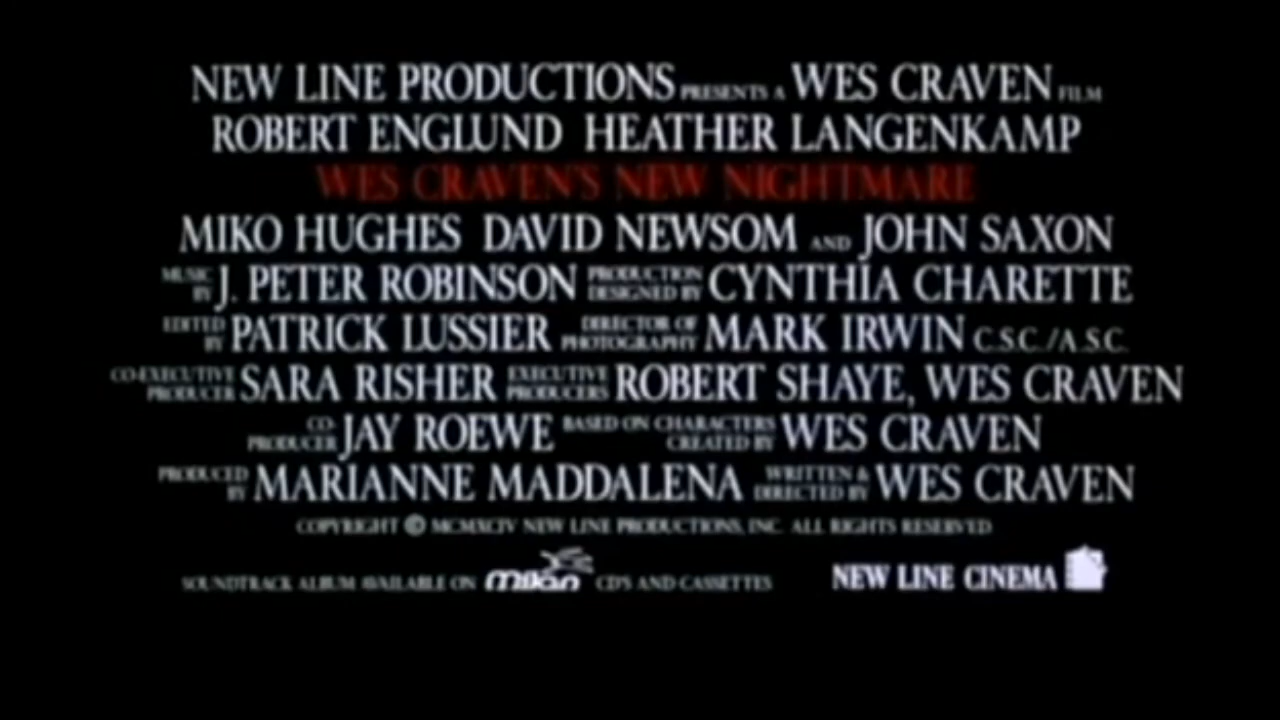 NEW LINE PRODUCTIONS PRESENTS A WES CRAVEN FILM
ROBERT ENGLUND HEATHER LANGENKAMP
WES CRAVEN'S NEW NIGHTMARE
MIKO HUGHES DAVID NEWSOM AND JOHN SAXON
MUSIC BY J. PETER ROBINSON PRODUCTION DESIGNED BY CYNTHIA CHARETTE
EDITED BY PATRICK LUSSIER DIRECTOR OF PHOTOGRAPHY MARK IRWIN C.S.C./A.S.C.
CO-EXECUTIVE PRODUCER SARA RISHER EXECUTIVE PRODUCERS ROBERT SHAYE, WES CRAVEN
CO-PRODUCER JAY ROEWE BASED ON CHARACTERS CREATED BY WES CRAVEN
PRODUCED BY MARIANNE MADDALENA WRITTEN & DIRECTED BY WES CRAVEN
COPYRIGHT © MCMXCIV NEW LINE PRODUCTIONS, INC. ALL RIGHTS RESERVED
SOUNDTRACK ALBUM AVAILABLE ON milan CD'S AND CASSETTES NEW LINE CINEMA